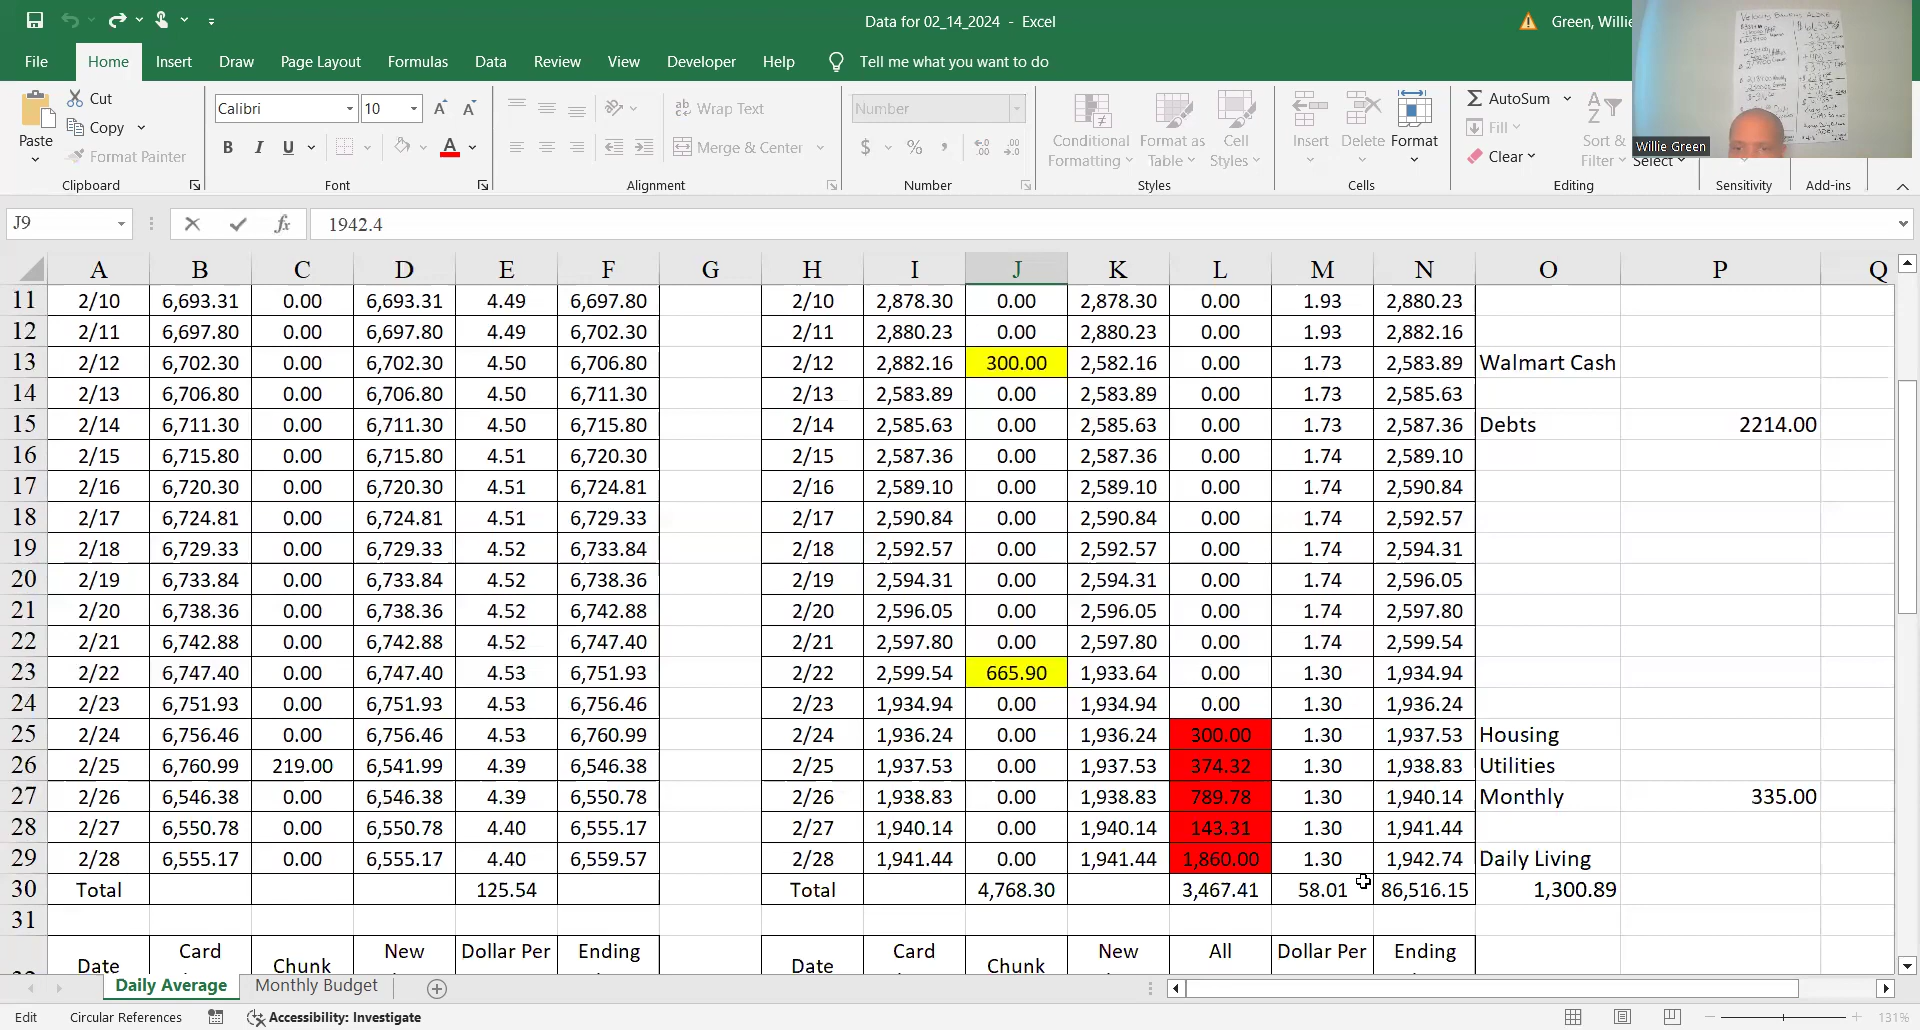 Data for 02_14_2024 - Excel
Green, Willie
File Home Insert Draw Page Layout Formulas Data Review View Developer Help Tell me what you want to do
Paste
Cut
Copy
Format Painter
Clipboard
Calibri 10
B I U
Font
Wrap Text
Merge & Center
Alignment
Number
$ %
Number
Conditional Formatting
Format as Table
Cell Styles
Styles
Insert Delete Format
Cells
AutoSum
Fill
Clear
Sort & Filter
Select
Editing
Sensitivity
Add-ins
Velocity Banking ALONE
Willie Green
J9 fx 1942.4
A B C D E F G H I J K L M N O P Q
11 2/10 6,693.31 0.00 6,693.31 4.49 6,697.80 2/10 2,878.30 0.00 2,878.30 0.00 1.93 2,880.23
12 2/11 6,697.80 0.00 6,697.80 4.49 6,702.30 2/11 2,880.23 0.00 2,880.23 0.00 1.93 2,882.16
13 2/12 6,702.30 0.00 6,702.30 4.50 6,706.80 2/12 2,882.16 300.00 2,582.16 0.00 1.73 2,583.89 Walmart Cash
14 2/13 6,706.80 0.00 6,706.80 4.50 6,711.30 2/13 2,583.89 0.00 2,583.89 0.00 1.73 2,585.63
15 2/14 6,711.30 0.00 6,711.30 4.50 6,715.80 2/14 2,585.63 0.00 2,585.63 0.00 1.73 2,587.36 Debts 2214.00
16 2/15 6,715.80 0.00 6,715.80 4.51 6,720.30 2/15 2,587.36 0.00 2,587.36 0.00 1.74 2,589.10
17 2/16 6,720.30 0.00 6,720.30 4.51 6,724.81 2/16 2,589.10 0.00 2,589.10 0.00 1.74 2,590.84
18 2/17 6,724.81 0.00 6,724.81 4.51 6,729.33 2/17 2,590.84 0.00 2,590.84 0.00 1.74 2,592.57
19 2/18 6,729.33 0.00 6,729.33 4.52 6,733.84 2/18 2,592.57 0.00 2,592.57 0.00 1.74 2,594.31
20 2/19 6,733.84 0.00 6,733.84 4.52 6,738.36 2/19 2,594.31 0.00 2,594.31 0.00 1.74 2,596.05
21 2/20 6,738.36 0.00 6,738.36 4.52 6,742.88 2/20 2,596.05 0.00 2,596.05 0.00 1.74 2,597.80
22 2/21 6,742.88 0.00 6,742.88 4.52 6,747.40 2/21 2,597.80 0.00 2,597.80 0.00 1.74 2,599.54
23 2/22 6,747.40 0.00 6,747.40 4.53 6,751.93 2/22 2,599.54 665.90 1,933.64 0.00 1.30 1,934.94
24 2/23 6,751.93 0.00 6,751.93 4.53 6,756.46 2/23 1,934.94 0.00 1,934.94 0.00 1.30 1,936.24
25 2/24 6,756.46 0.00 6,756.46 4.53 6,760.99 2/24 1,936.24 0.00 1,936.24 300.00 1.30 1,937.53 Housing
26 2/25 6,760.99 219.00 6,541.99 4.39 6,546.38 2/25 1,937.53 0.00 1,937.53 374.32 1.30 1,938.83 Utilities
27 2/26 6,546.38 0.00 6,546.38 4.39 6,550.78 2/26 1,938.83 0.00 1,938.83 789.78 1.30 1,940.14 Monthly 335.00
28 2/27 6,550.78 0.00 6,550.78 4.40 6,555.17 2/27 1,940.14 0.00 1,940.14 143.31 1.30 1,941.44
29 2/28 6,555.17 0.00 6,555.17 4.40 6,559.57 2/28 1,941.44 0.00 1,941.44 1,860.00 1.30 1,942.74 Daily Living
30 Total 125.54 Total 4,768.30 3,467.41 58.01 86,516.15 1,300.89
31
Date Card Chunk New Dollar Per Ending Date Card Chunk New All Dollar Per Ending
Daily Average Monthly Budget
Edit Circular References Accessibility: Investigate 131%